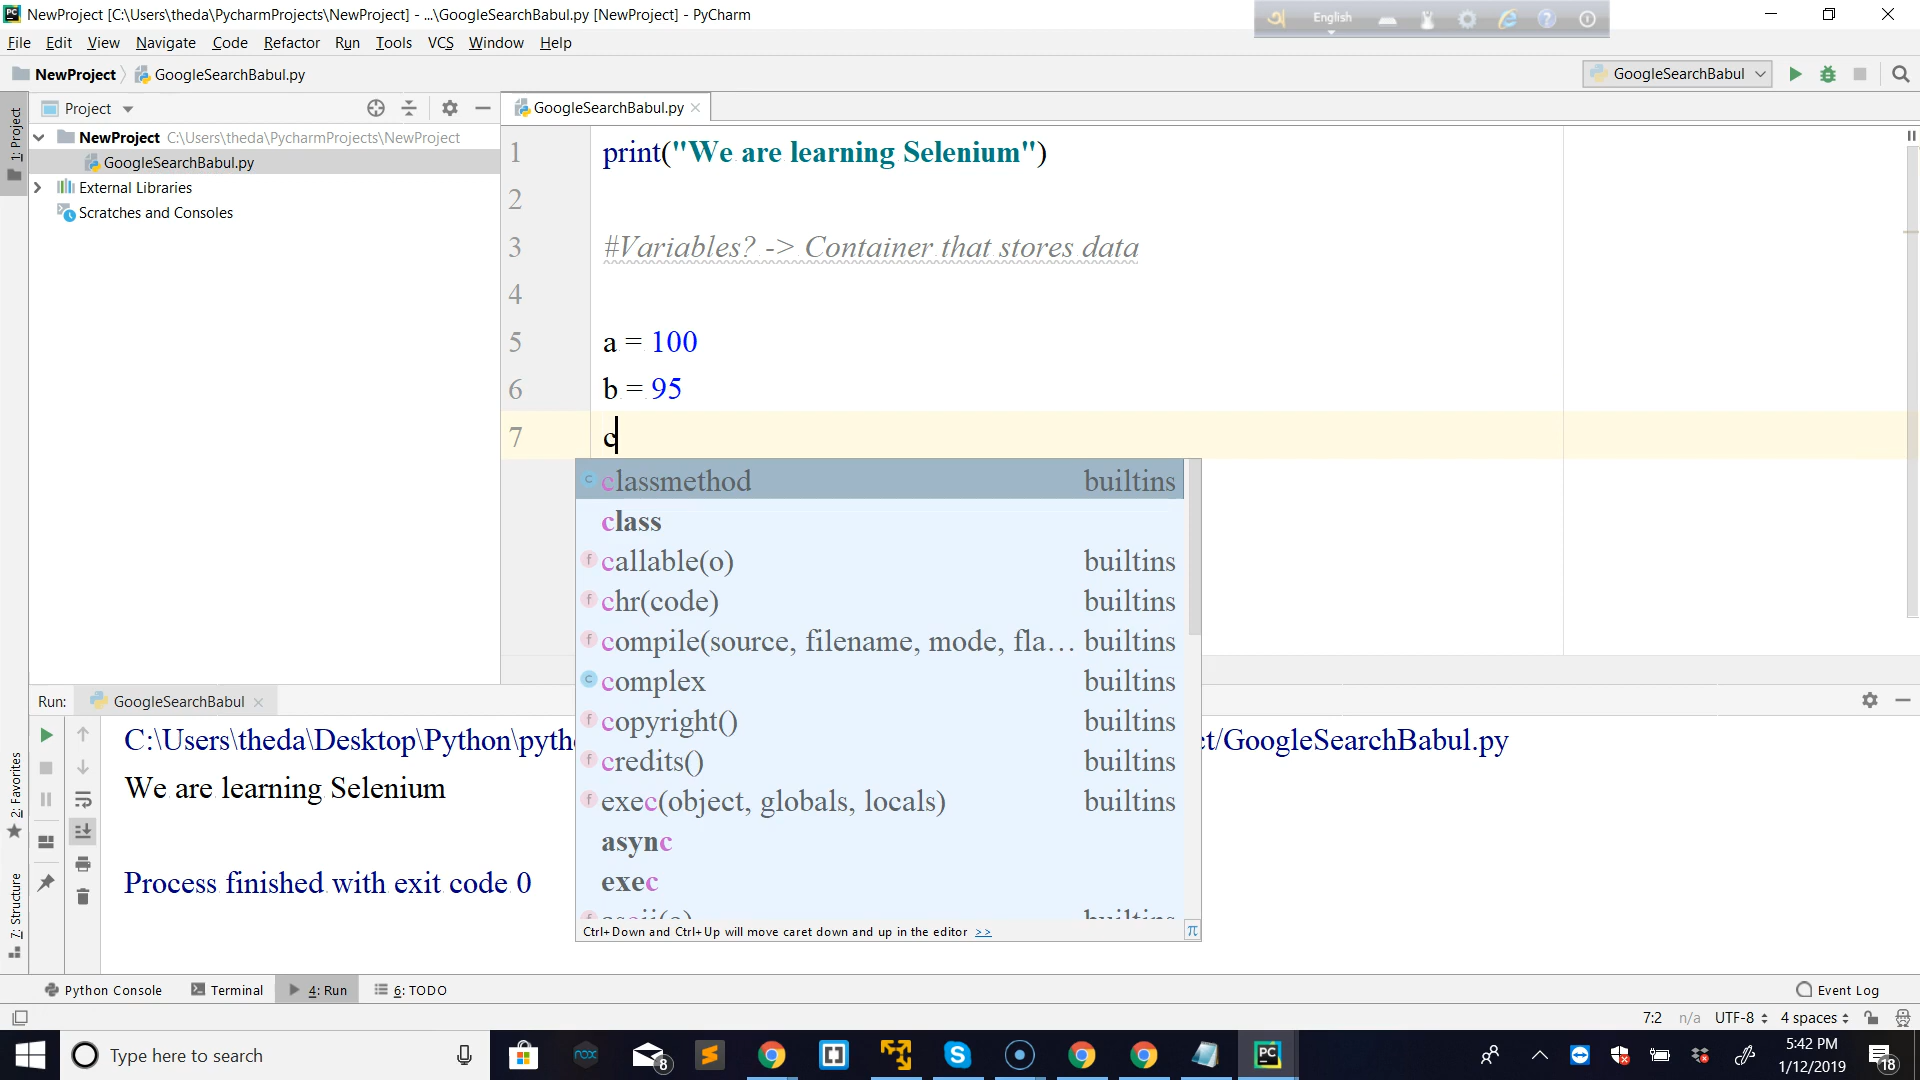 NewProject [C:\Users\theda\PycharmProjects\NewProject] - ...\GoogleSearchBabul.py [NewProject] - PyCharm
English
File Edit View Navigate Code Refactor Run Tools VCS Window Help
NewProject GoogleSearchBabul.py
GoogleSearchBabul
1: Project
Project
GoogleSearchBabul.py
NewProject C:\Users\theda\PycharmProjects\NewProject
GoogleSearchBabul.py
External Libraries
Scratches and Consoles
1 print("We are learning Selenium")
2
3 #Variables? -> Container that stores data
4
5 a = 100
6 b = 95
7 c
classmethod builtins
class
callable(o) builtins
chr(code) builtins
compile(source, filename, mode, fla... builtins
complex builtins
copyright() builtins
credits() builtins
exec(object, globals, locals) builtins
async
exec
Ctrl+Down and Ctrl+Up will move caret down and up in the editor >>
π
Run: GoogleSearchBabul
C:\Users\theda\Desktop\Python\pyth t/GoogleSearchBabul.py
We are learning Selenium
Process finished with exit code 0
2: Favorites
7: Structure
Python Console Terminal 4: Run 6: TODO Event Log
7:2 n/a UTF-8 4 spaces
Type here to search
nox
8
PC
5:42 PM
1/12/2019
18